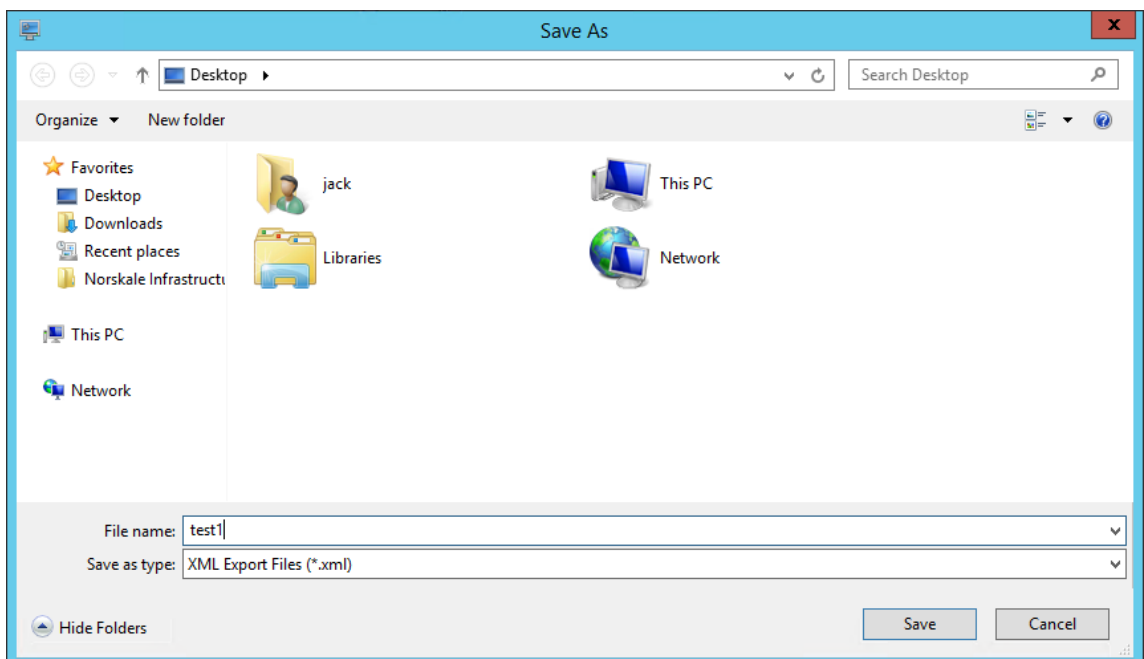 Save As
x
Desktop
Search Desktop
Organize
New folder
Favorites
Desktop
Downloads
Recent places
Norskale Infrastructu
This PC
Network
jack
This PC
Libraries
Network
File name: test1
Save as type: XML Export Files (*.xml)
Hide Folders
Save
Cancel